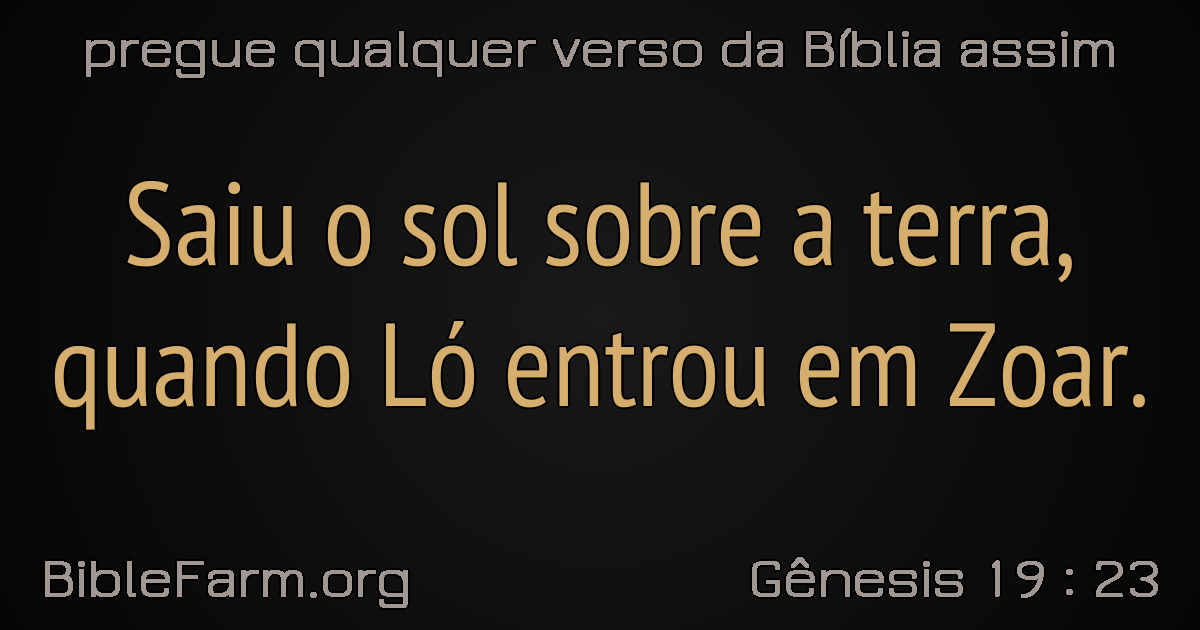 pregue qualquer verso da Bíblia assim
Saiu o sol sobre a terra,
quando Ló entrou em Zoar.
BibleFarm.org
Gênesis 19 : 23